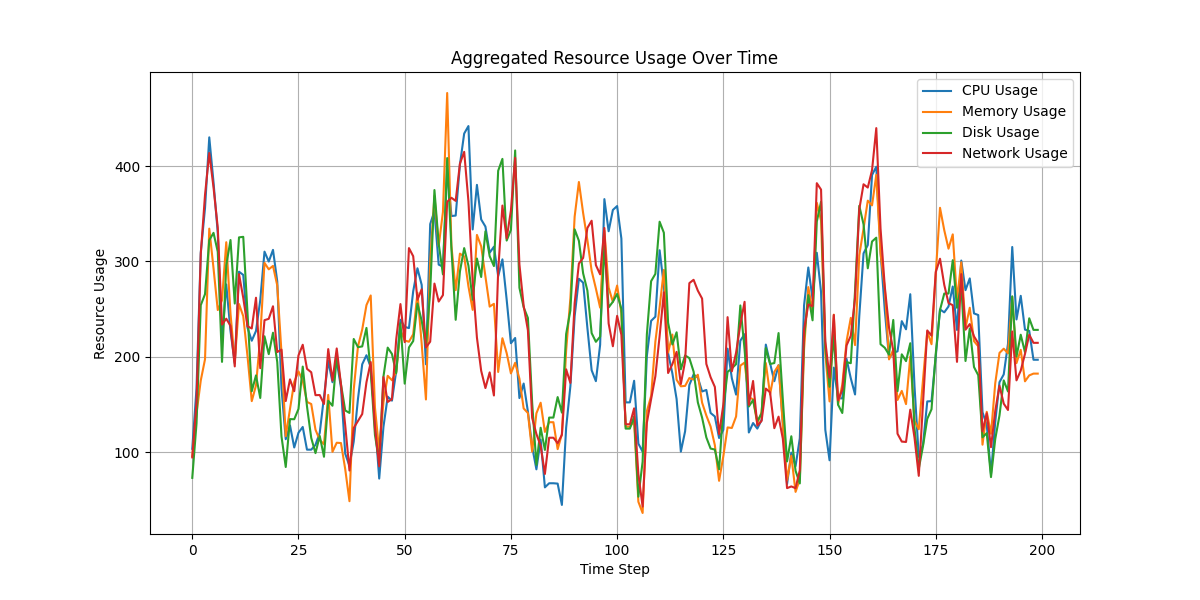 Aggregated Resource Usage Over Time
CPU Usage
Memory Usage
Disk Usage
Network Usage
Resource Usage
400
300
200
100
0 25 50 75 100 125 150 175 200
Time Step